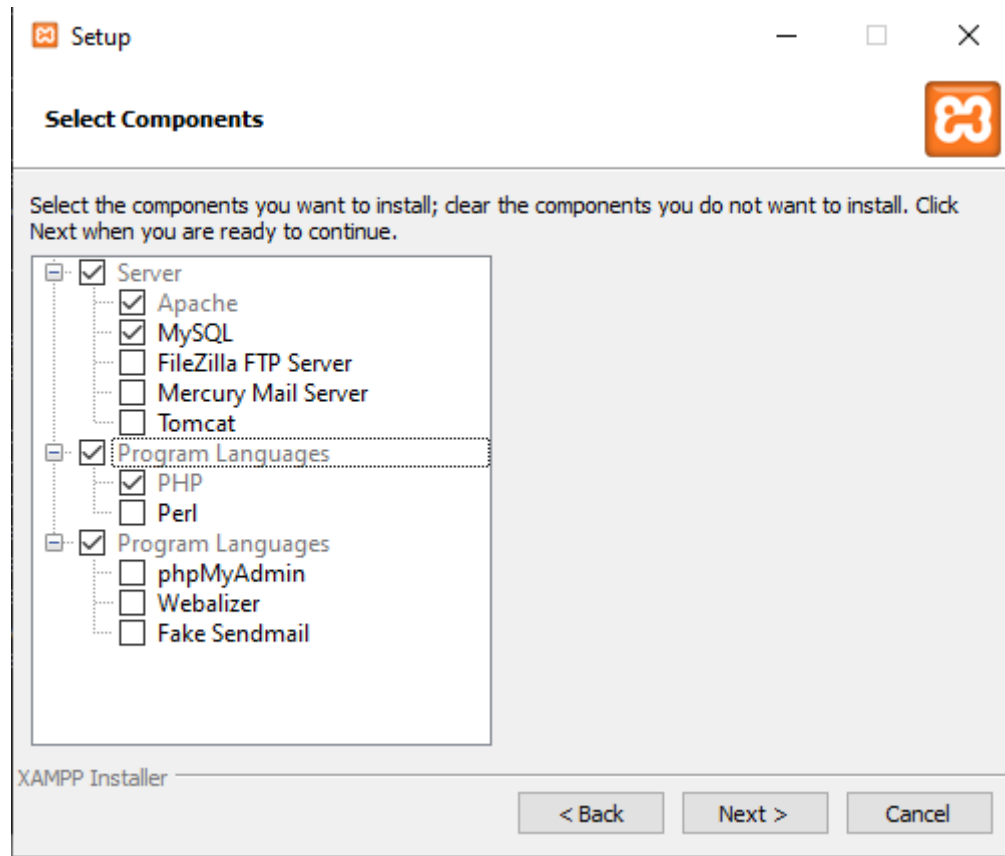 Setup
Select Components
Select the components you want to install; clear the components you do not want to install. Click
Next when you are ready to continue.
Server
Apache
MySQL
FileZilla FTP Server
Mercury Mail Server
Tomcat
Program Languages
PHP
Perl
Program Languages
phpMyAdmin
Webalizer
Fake Sendmail
XAMPP Installer
< Back
Next >
Cancel